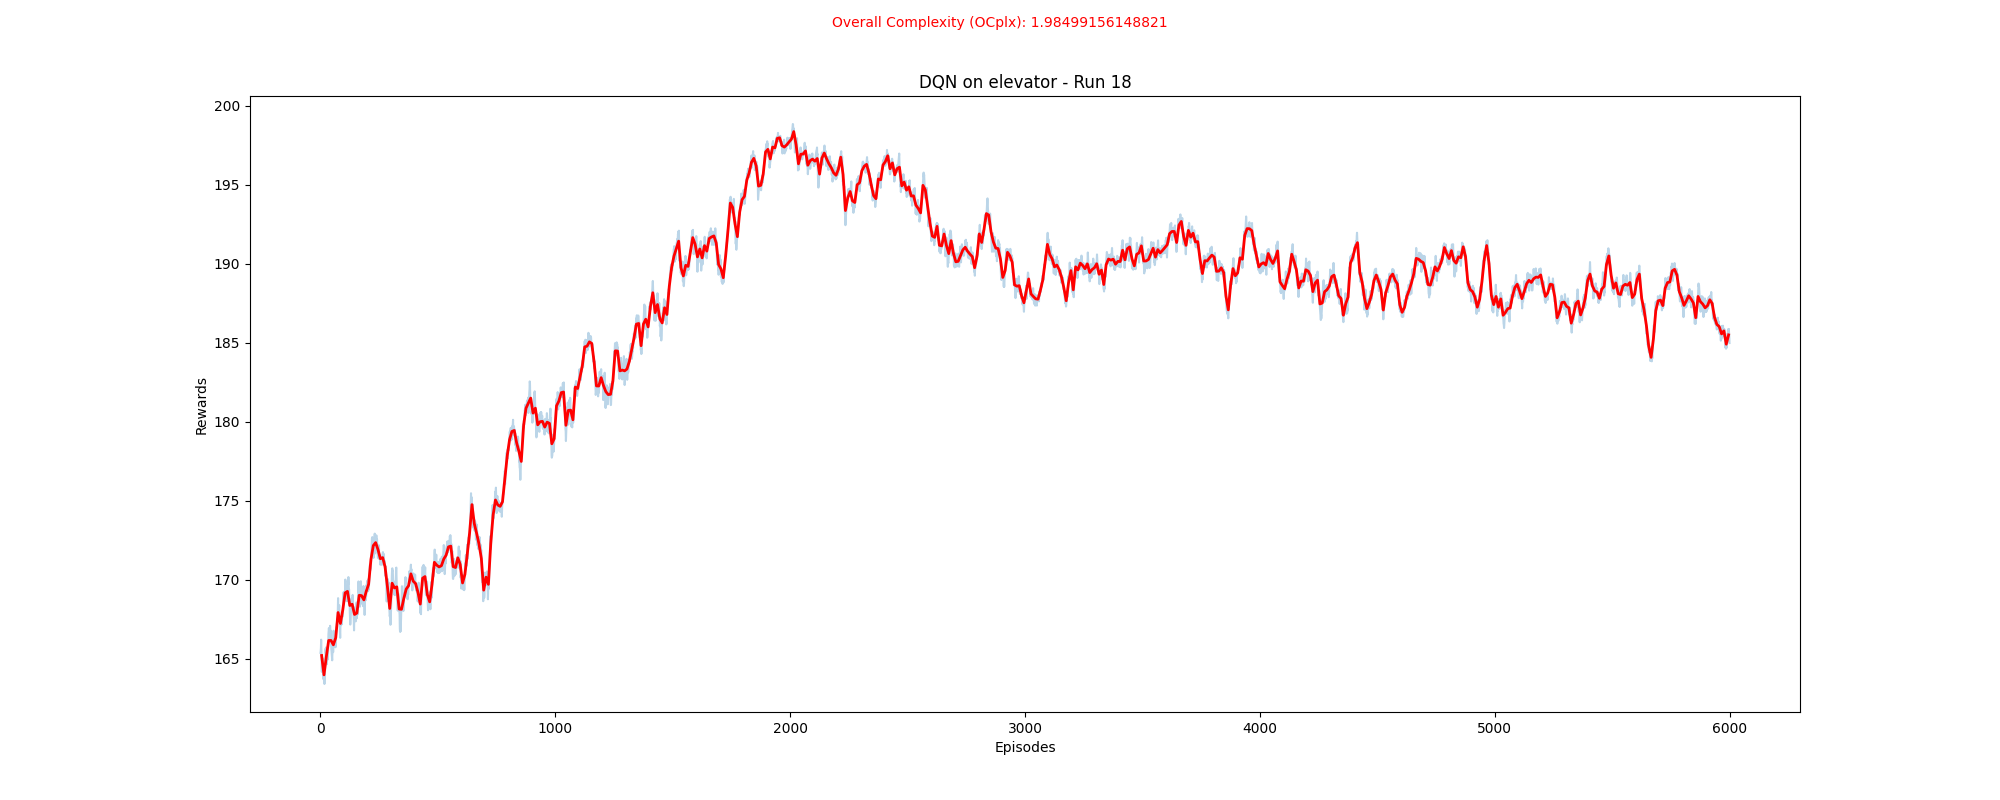 Overall Complexity (OCplx): 1.98499156148821
DQN on elevator - Run 18
200
195
190
185
180
175
170
165
Rewards
0 1000 2000 3000 4000 5000 6000
Episodes